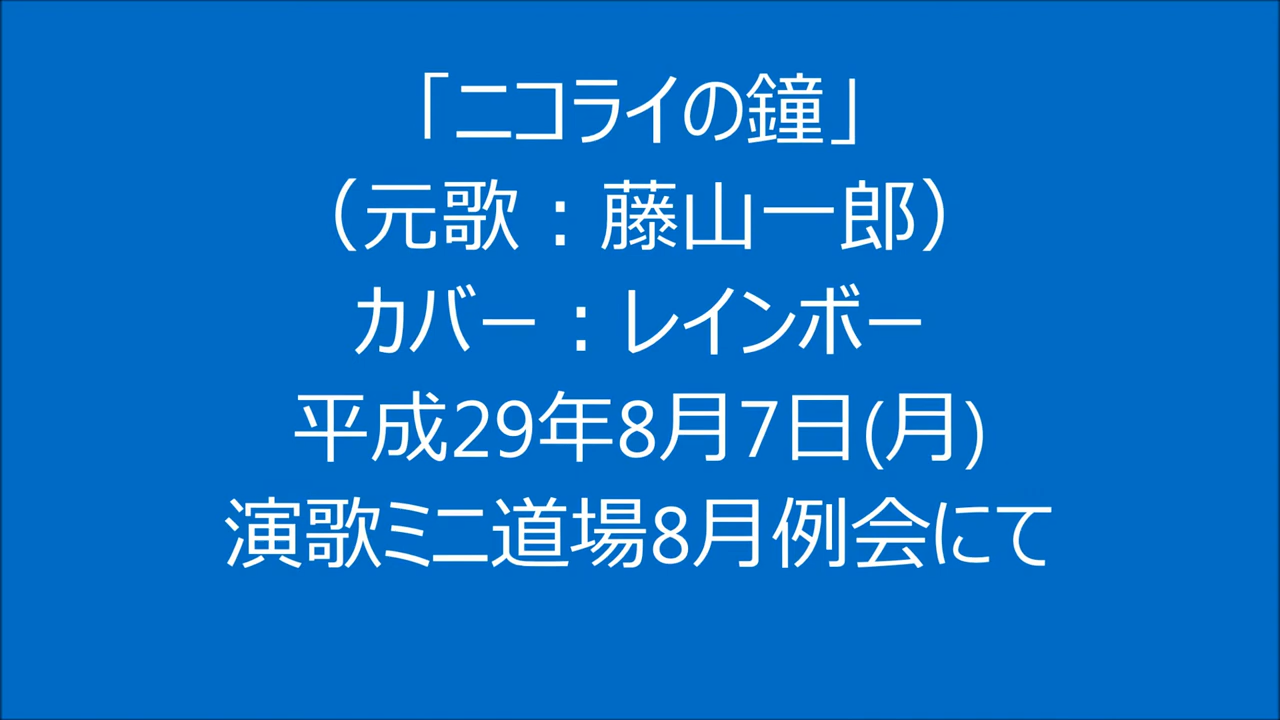 「ニコライの鐘」
（元歌：藤山一郎）
カバー：レインボー
平成29年8月7日(月)
演歌ミニ道場8月例会にて